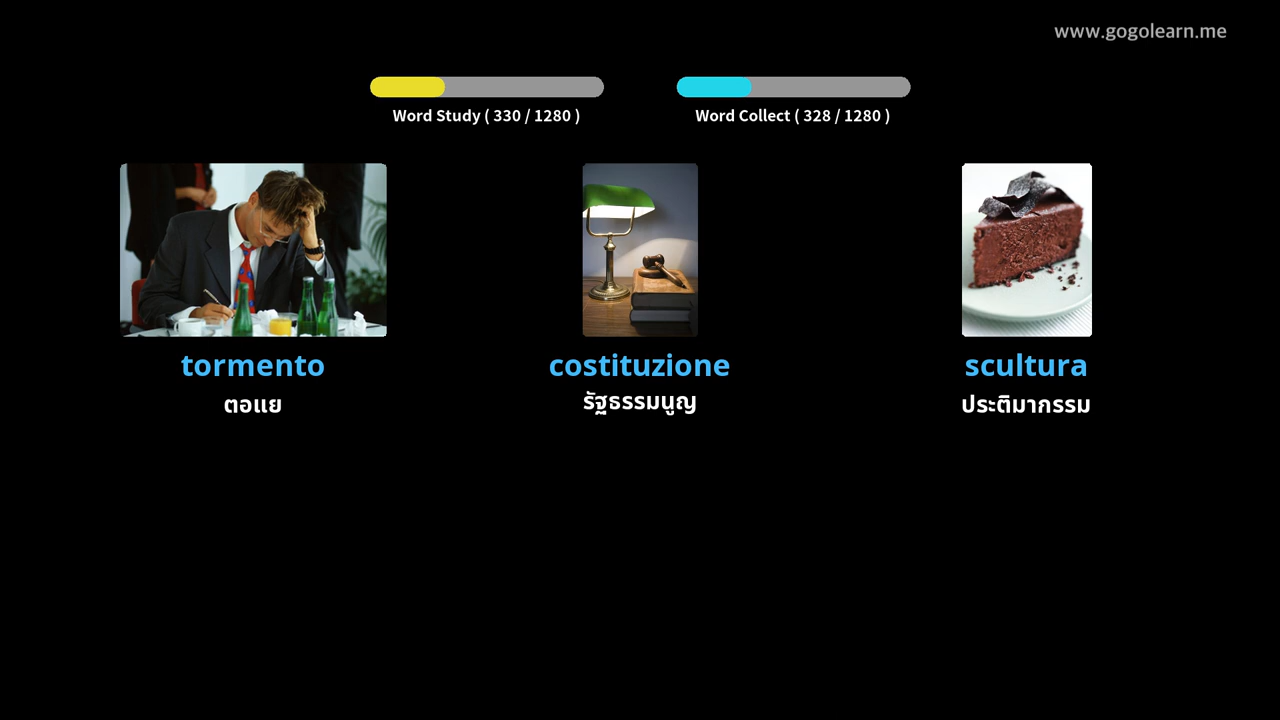 www.gogolearn.me
Word Study ( 330 / 1280 )
Word Collect ( 328 / 1280 )
tormento
costituzione
scultura
ตอแย
รัฐธรรมนูญ
ประติมากรรม